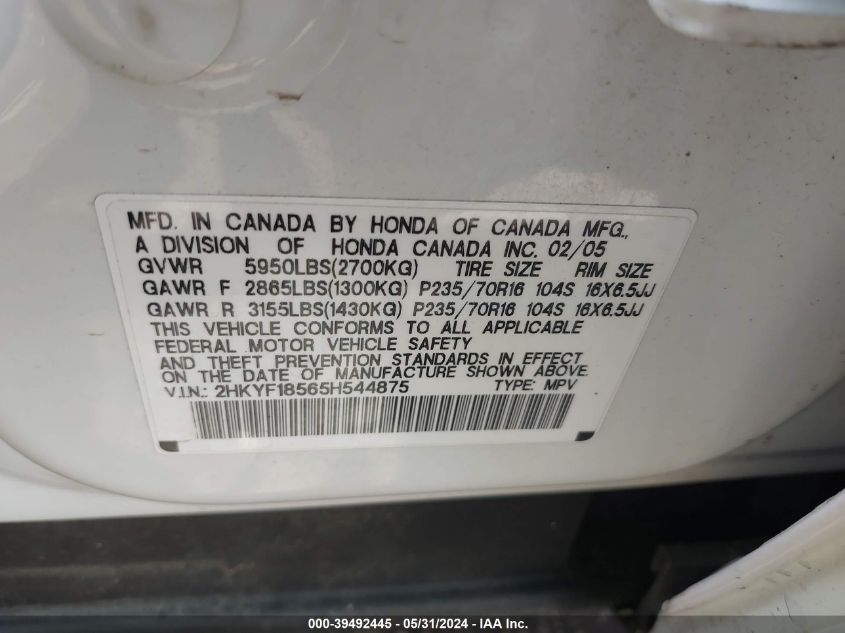 MFD. IN CANADA BY HONDA OF CANADA MFG.,
A DIVISION OF HONDA CANADA INC. 02/05
GVWR 5950LBS(2700KG) TIRE SIZE RIM SIZE
GAWR F 2865LBS(1300KG) P235/70R16 104S 16X6.5JJ
GAWR R 3155LBS(1430KG) P235/70R16 104S 16X6.5JJ
THIS VEHICLE CONFORMS TO ALL APPLICABLE
FEDERAL MOTOR VEHICLE SAFETY
AND THEFT PREVENTION STANDARDS IN EFFECT
ON THE DATE OF MANUFACTURE SHOWN ABOVE.
V.I.N.: 2HKYF18565H544875 TYPE: MPV
000-39492445 - 05/31/2024 - IAA Inc.